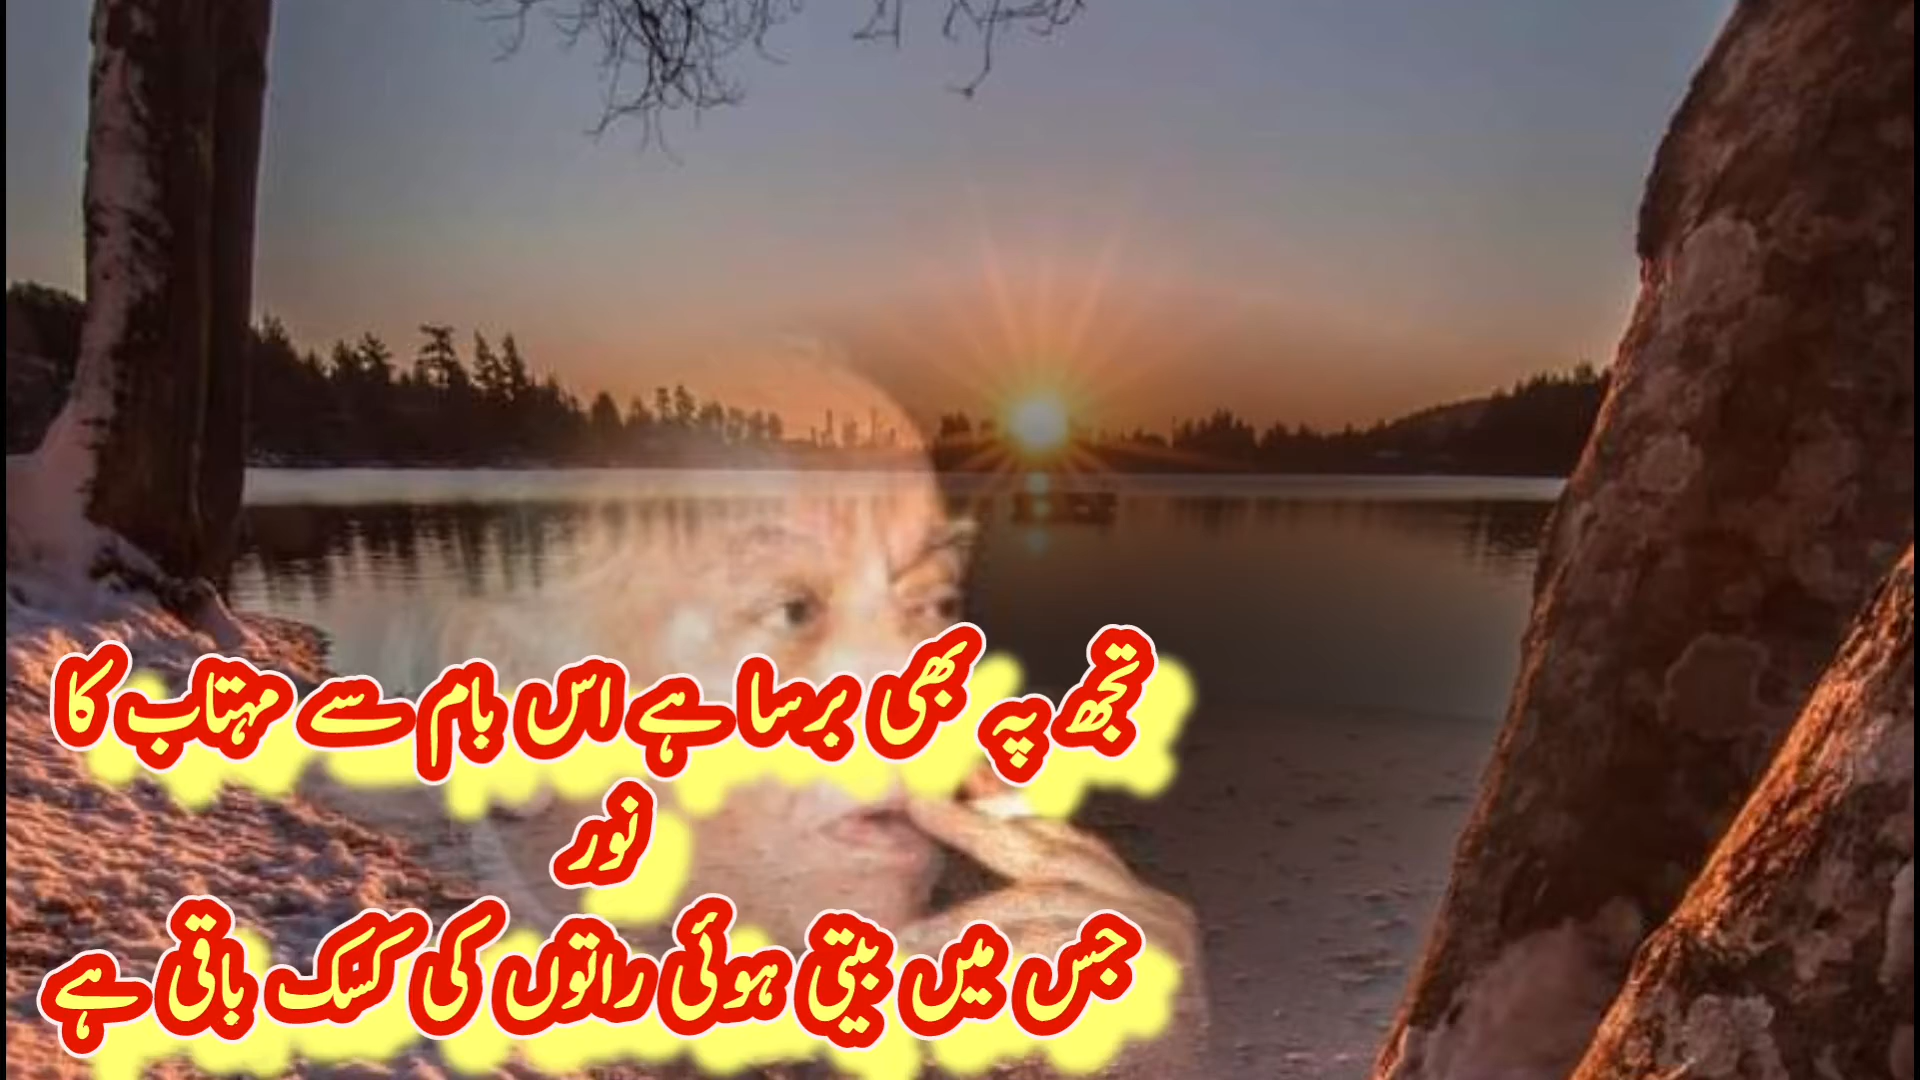 تجھ پہ بھی برسا ہے اس بام سے مہتاب کا
نور
جس میں بیتی ہوئی راتوں کی کسک باقی ہے